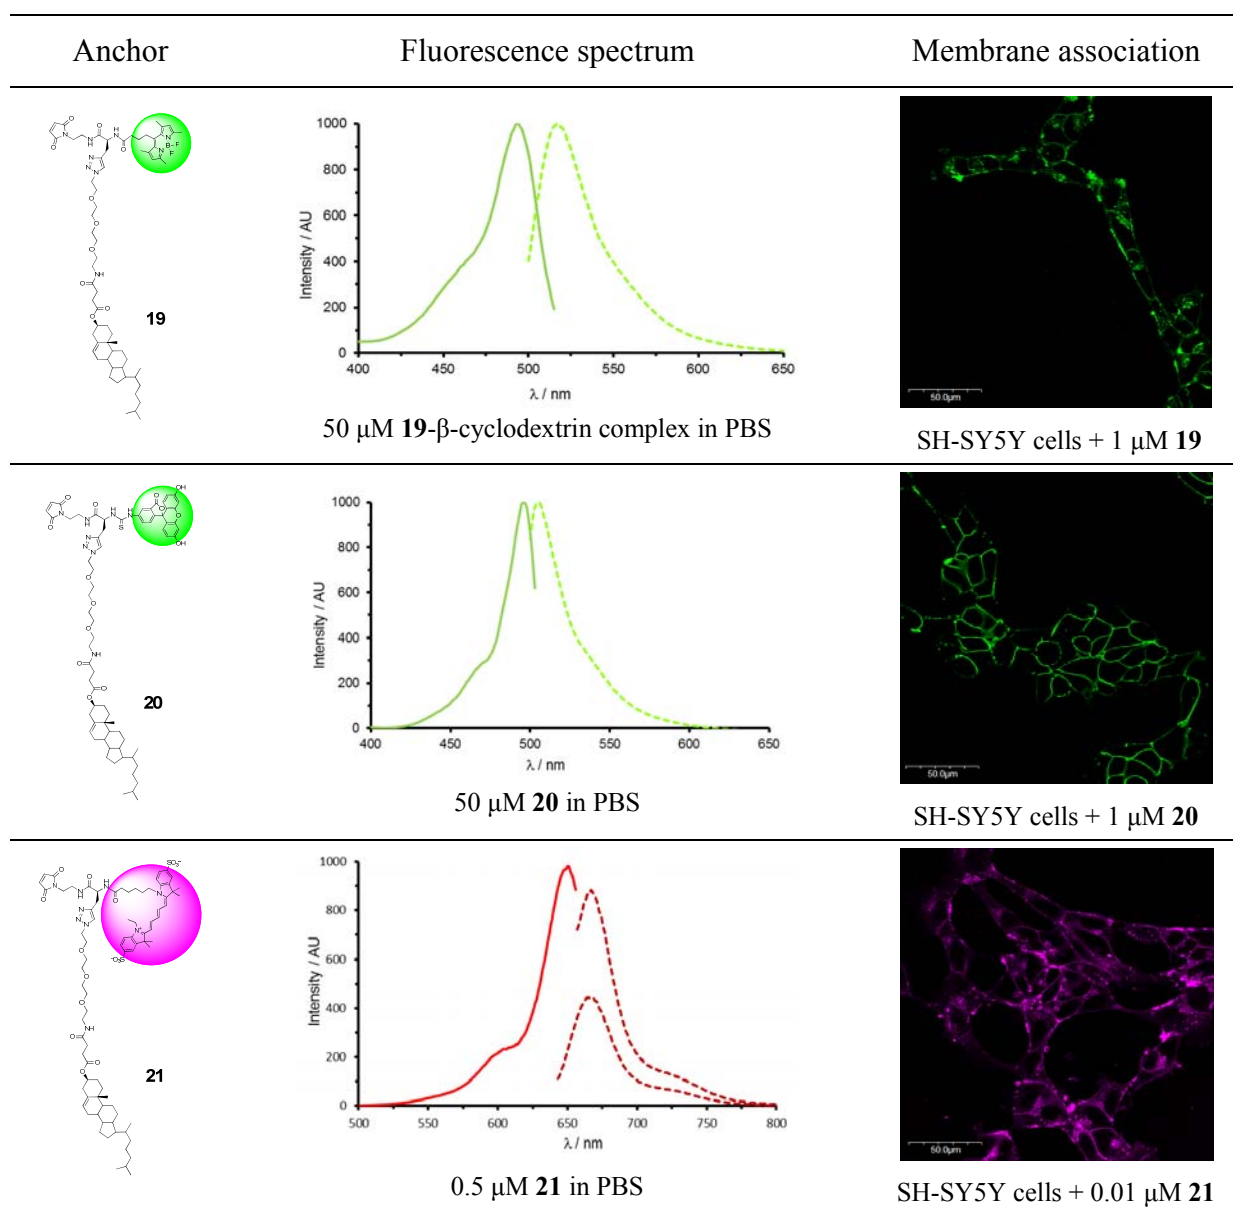 Anchor Fluorescence spectrum Membrane association
19
Intensity / AU
1000
800
600
400
200
0
400 450 500 550 600 650
λ / nm
50 μM 19-β-cyclodextrin complex in PBS
50.0μm
SH-SY5Y cells + 1 μM 19
20
Intensity / AU
1000
800
600
400
200
0
400 450 500 550 600 650
λ / nm
50 μM 20 in PBS
50.0μm
SH-SY5Y cells + 1 μM 20
21
Intensity / AU
1000
800
600
400
200
0
500 550 600 650 700 750 800
λ / nm
0.5 μM 21 in PBS
50.0μm
SH-SY5Y cells + 0.01 μM 21